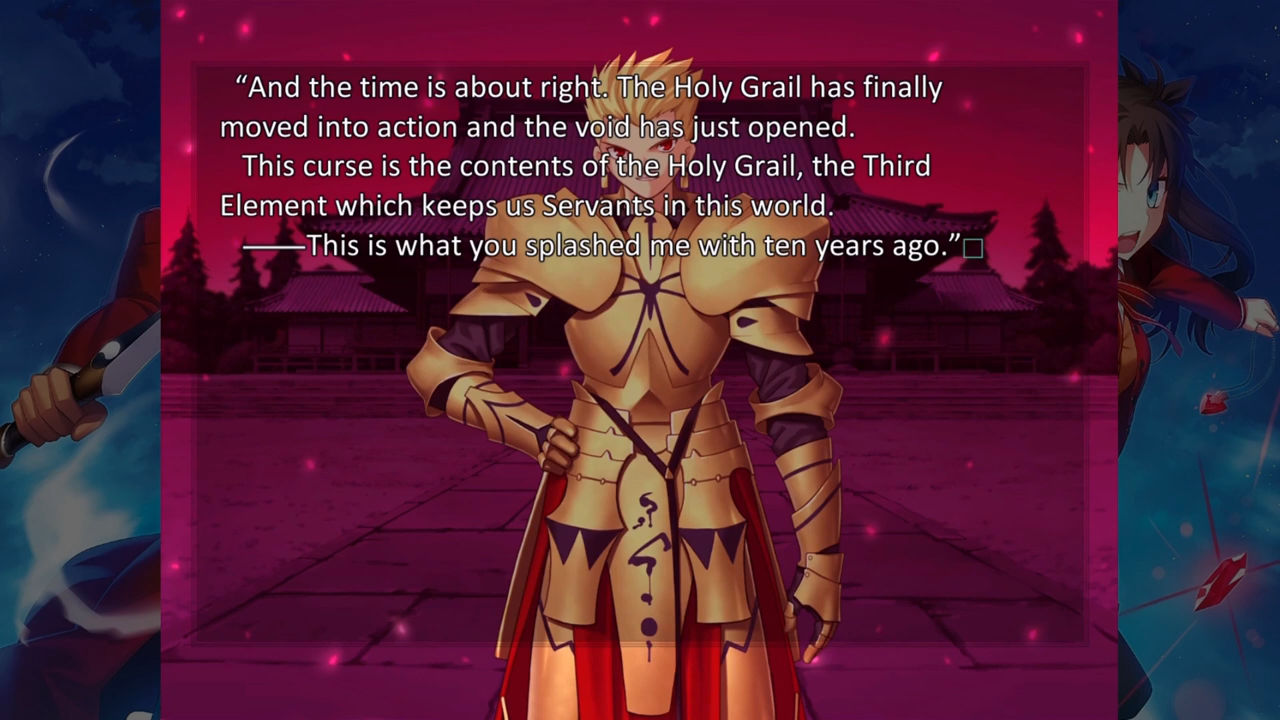 “And the time is about right. The Holy Grail has finally
moved into action and the void has just opened.
This curse is the contents of the Holy Grail, the Third
Element which keeps us Servants in this world.
───This is what you splashed me with ten years ago.”